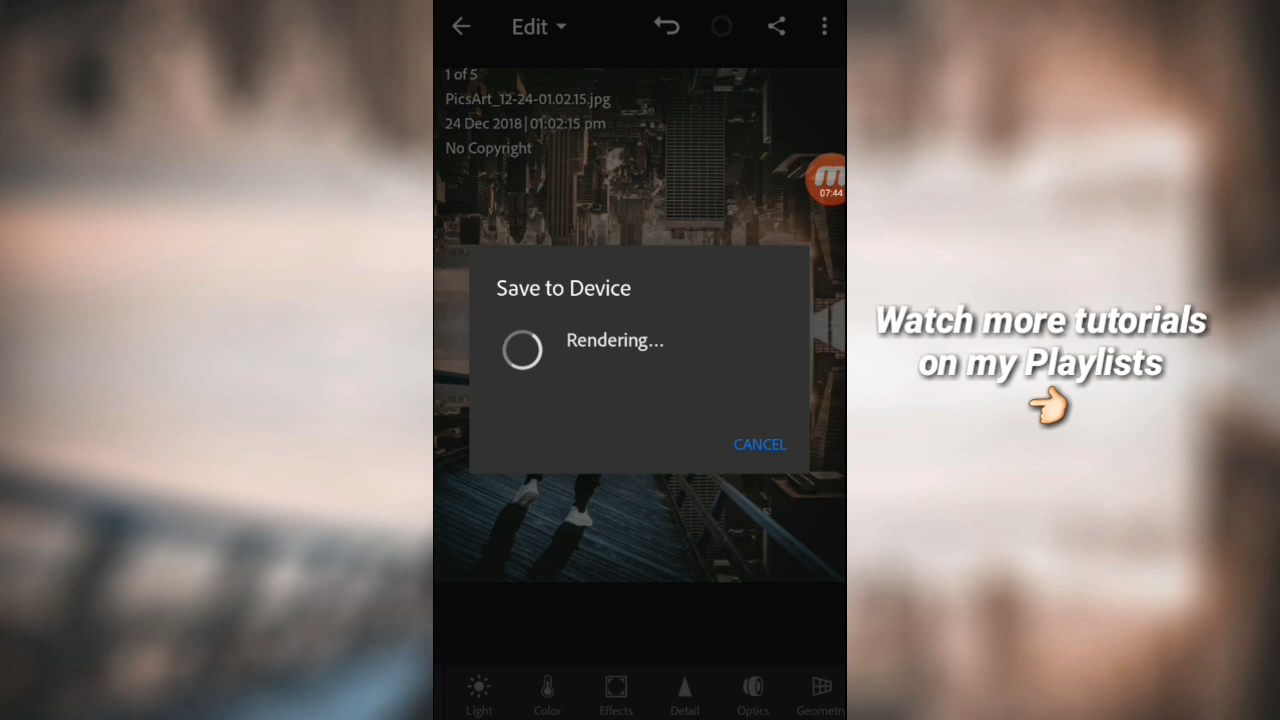 Edit
1 of 5
PicsArt_12-24-01.02.15.jpg
24 Dec 2018 | 01:02:15 pm
No Copyright
m
07:44
Save to Device
Rendering...
CANCEL
Watch more tutorials
on my Playlists
👈🏻
Light
Color
Effects
Detail
Optics
Geometry